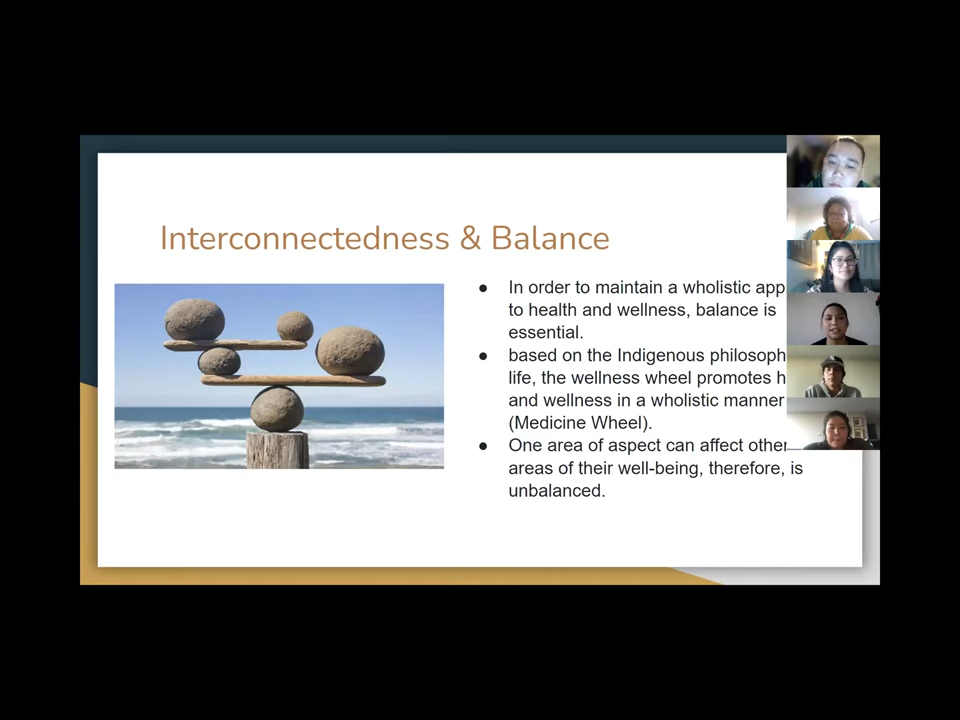 Interconnectedness & Balance
● In order to maintain a wholistic
to health and wellness, balance is
essential.
● based on the Indigenous
life, the wellness wheel promotes
and wellness in a wholistic manner
(Medicine Wheel).
● One area of aspect can affect other
areas of their well-being, therefore, is
unbalanced.